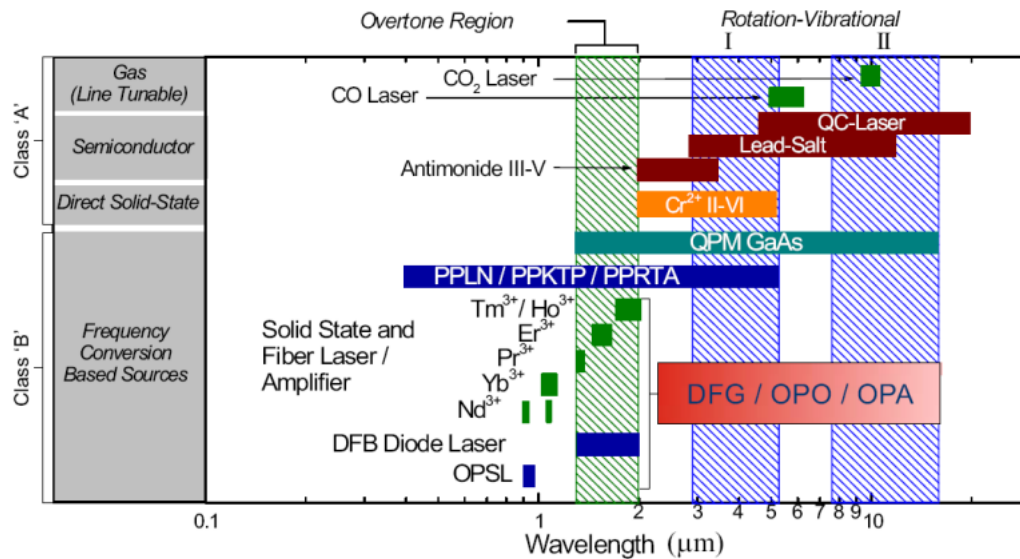 Overtone Region
Rotation-Vibrational
I
II
Class 'A'
Gas
(Line Tunable)
Semiconductor
Direct Solid-State
Class 'B'
Frequency
Conversion
Based Sources
CO₂ Laser
CO Laser
QC-Laser
Lead-Salt
Antimonide III-V
Cr²⁺ II-VI
QPM GaAs
PPLN / PPKTP / PPRTA
Solid State and
Fiber Laser /
Amplifier
Tm³⁺/ Ho³⁺
Er³⁺
Pr³⁺
Yb³⁺
Nd³⁺
DFG / OPO / OPA
DFB Diode Laser
OPSL
0.1 1 2 3 4 5 6 7 8 9 10
Wavelength (μm)